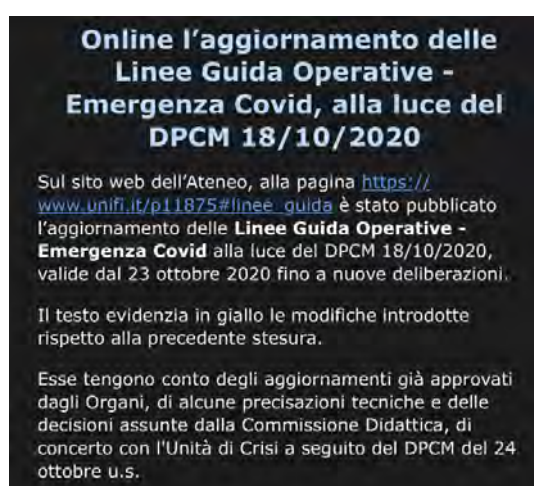 Online l’aggiornamento delle
Linee Guida Operative -
Emergenza Covid, alla luce del
DPCM 18/10/2020
Sul sito web dell’Ateneo, alla pagina https://
www.unifi.it/p11875#linee_guida è stato pubblicato
l’aggiornamento delle Linee Guida Operative -
Emergenza Covid alla luce del DPCM 18/10/2020,
valide dal 23 ottobre 2020 fino a nuove deliberazioni.
Il testo evidenzia in giallo le modifiche introdotte
rispetto alla precedente stesura.
Esse tengono conto degli aggiornamenti già approvati
dagli Organi, di alcune precisazioni tecniche e delle
decisioni assunte dalla Commissione Didattica, di
concerto con l'Unità di Crisi a seguito del DPCM del 24
ottobre u.s.